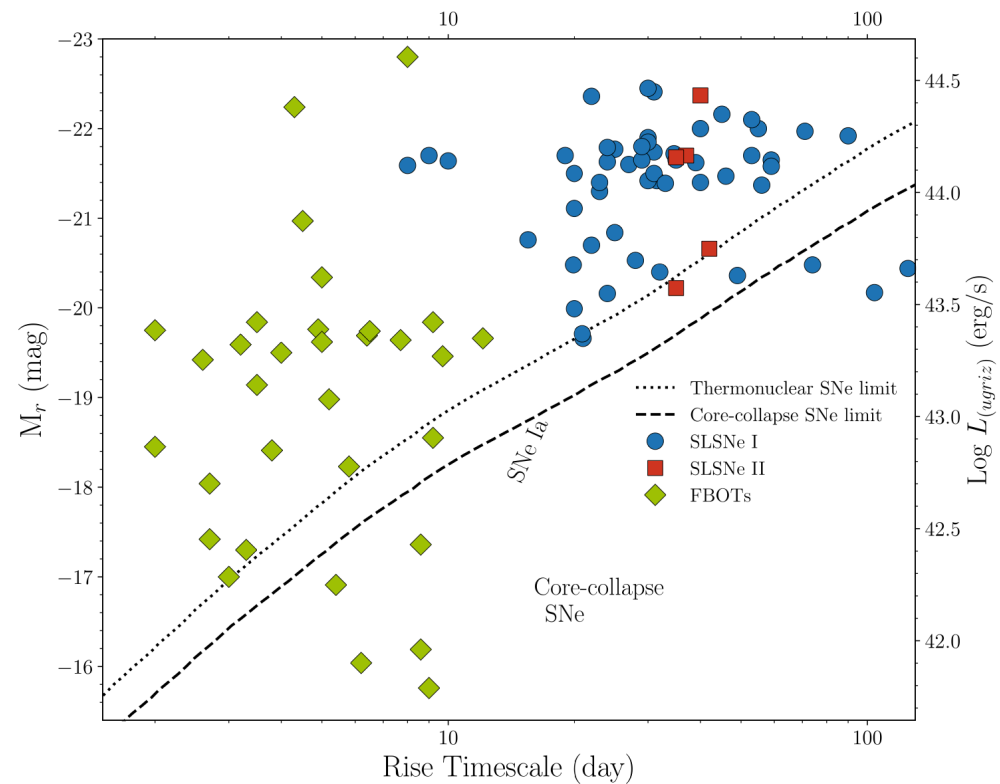 10 100
−23
−22
−21
−20
−19
−18
−17
−16
M_r (mag)
44.5
44.0
43.5
43.0
42.5
42.0
Log L_(ugriz) (erg/s)
Thermonuclear SNe limit
Core-collapse SNe limit
SLSNe I
SLSNe II
FBOTs
SNe Ia
Core-collapse
SNe
10 100
Rise Timescale (day)